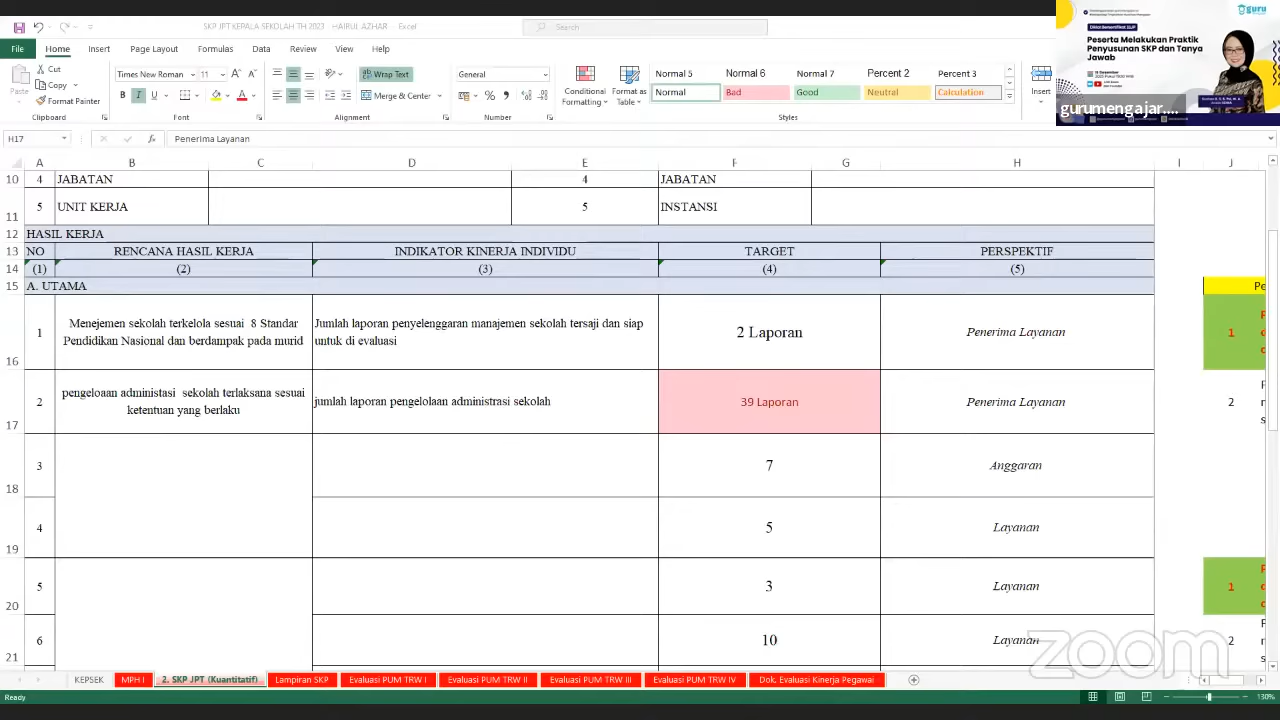 SKP JPT KEPALA SEKOLAH TH 2023 - HAIRUL AZHAR - Excel
Search
File Home Insert Page Layout Formulas Data Review View Help
Paste
Cut
Copy
Format Painter
Clipboard
Times New Roman 11
B I U
Font
Wrap Text
Merge & Center
Alignment
General
Number
Conditional Formatting
Format as Table
Normal 5 Normal 6 Normal 7 Percent 2 Percent 3
Normal Bad Good Neutral Calculation
Styles
Insert
guru
Peserta Melakukan Praktik
Penyusunan SKP dan Tanya
Jawab
gurumengajar....
H17 fx Penerima Layanan
A B C D E F G H I J
10 4 JABATAN 4 JABATAN
11 5 UNIT KERJA 5 INSTANSI
12 HASIL KERJA
13 NO RENCANA HASIL KERJA INDIKATOR KINERJA INDIVIDU TARGET PERSPEKTIF
14 (1) (2) (3) (4) (5)
15 A. UTAMA Pe
16 1 Menejemen sekolah terkelola sesuai 8 Standar
Pendidikan Nasional dan berdampak pada murid
Jumlah laporan penyelenggaran manajemen sekolah tersaji dan siap
untuk di evaluasi
2 Laporan Penerima Layanan 1
17 2 pengeloaan administasi sekolah terlaksana sesuai
ketentuan yang berlaku
jumlah laporan pengelolaan administrasi sekolah
39 Laporan Penerima Layanan 2
18 3 7 Anggaran
19 4 5 Layanan
20 5 3 Layanan 1
21 6 10 Layanan 2
zoom
KEPSEK MPH I 2. SKP JPT (Kuantitatif) Lampiran SKP Evaluasi PUM TRW I Evaluasi PUM TRW II Evaluasi PUM TRW III Evaluasi PUM TRW IV Dok. Evaluasi Kinerja Pegawai
Ready 130%